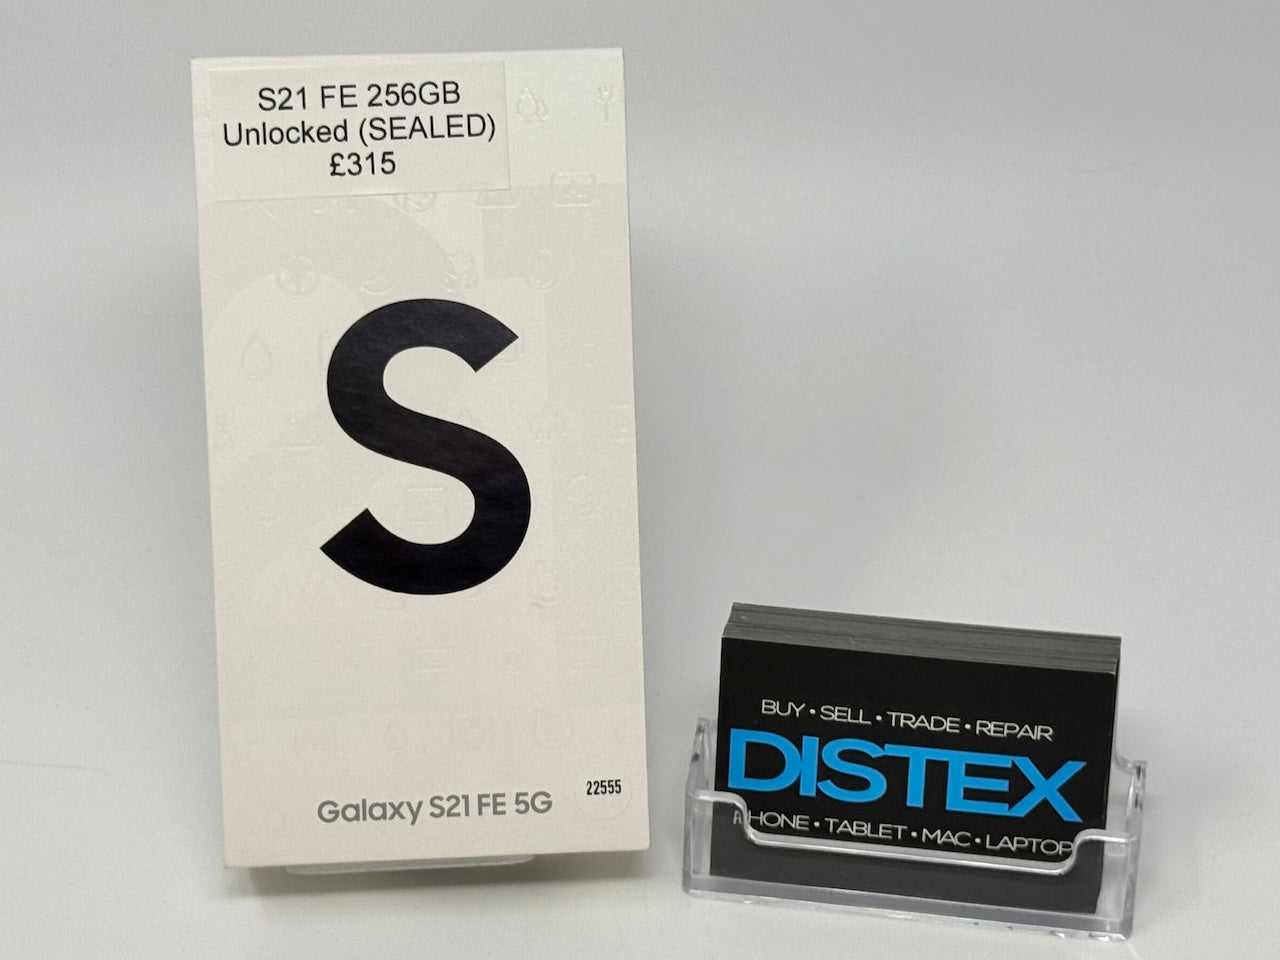 S21 FE 256GB
Unlocked (SEALED)
£315
S
Galaxy S21 FE 5G
22555
BUY • SELL • TRADE • REPAIR
DISTEX
PHONE • TABLET • MAC • LAPTOP